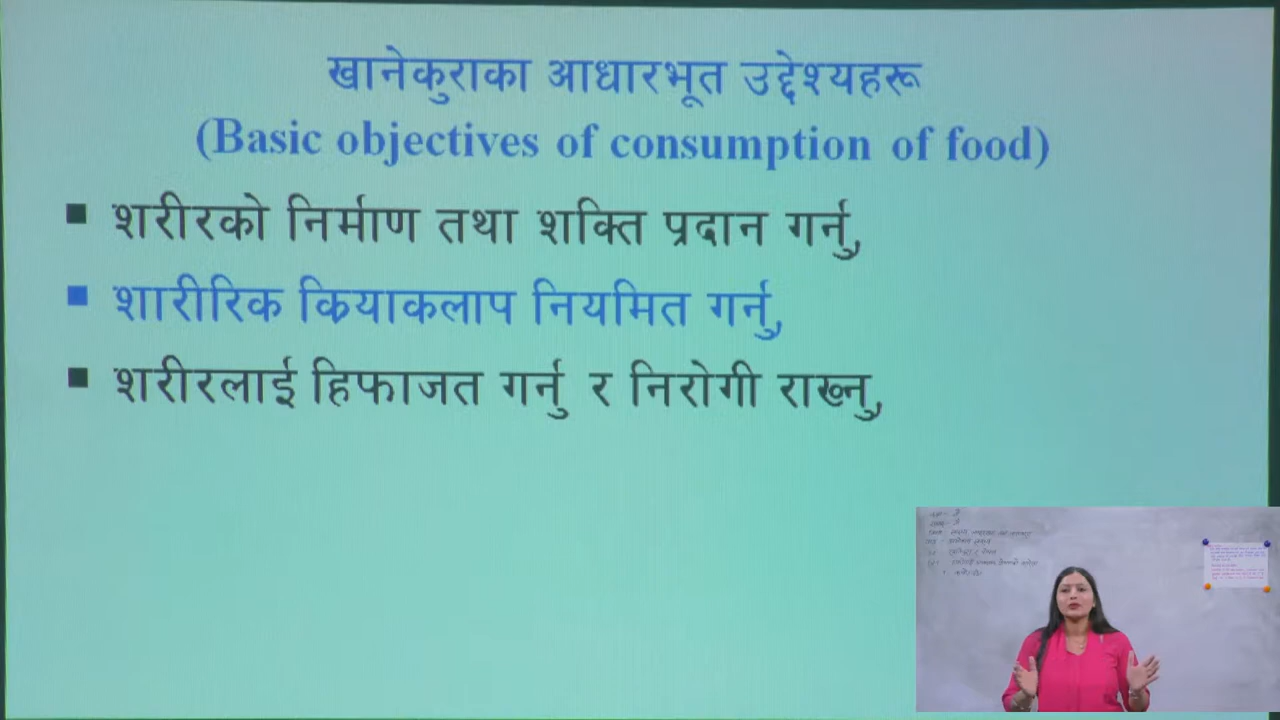 खानेकुराका आधारभूत उद्देश्यहरू
(Basic objectives of consumption of food)
▪ शरीरको निर्माण तथा शक्ति प्रदान गर्नु,
▪ शारीरिक कियाकलाप नियमित गर्नु,
▪ शरीरलाई हिफाजत गर्नु र निरोगी राख्नु,